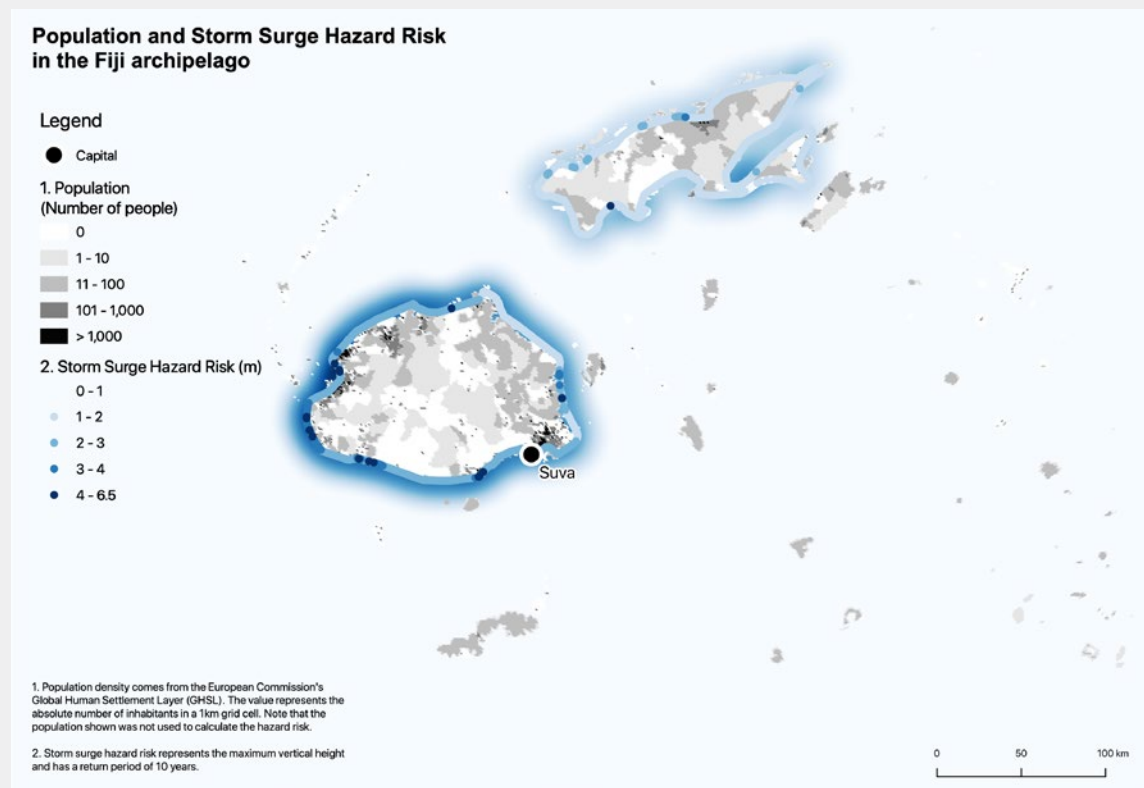 Population and Storm Surge Hazard Risk
in the Fiji archipelago
Legend
Capital
1. Population
(Number of people)
0
1 - 10
11 - 100
101 - 1,000
> 1,000
2. Storm Surge Hazard Risk (m)
0 - 1
1 - 2
2 - 3
3 - 4
4 - 6.5
Suva
1. Population density comes from the European Commission's
Global Human Settlement Layer (GHSL). The value represents the
absolute number of inhabitants in a 1km grid cell. Note that the
population shown was not used to calculate the hazard risk.
2. Storm surge hazard risk represents the maximum vertical height
and has a return period of 10 years.
0 50 100 km